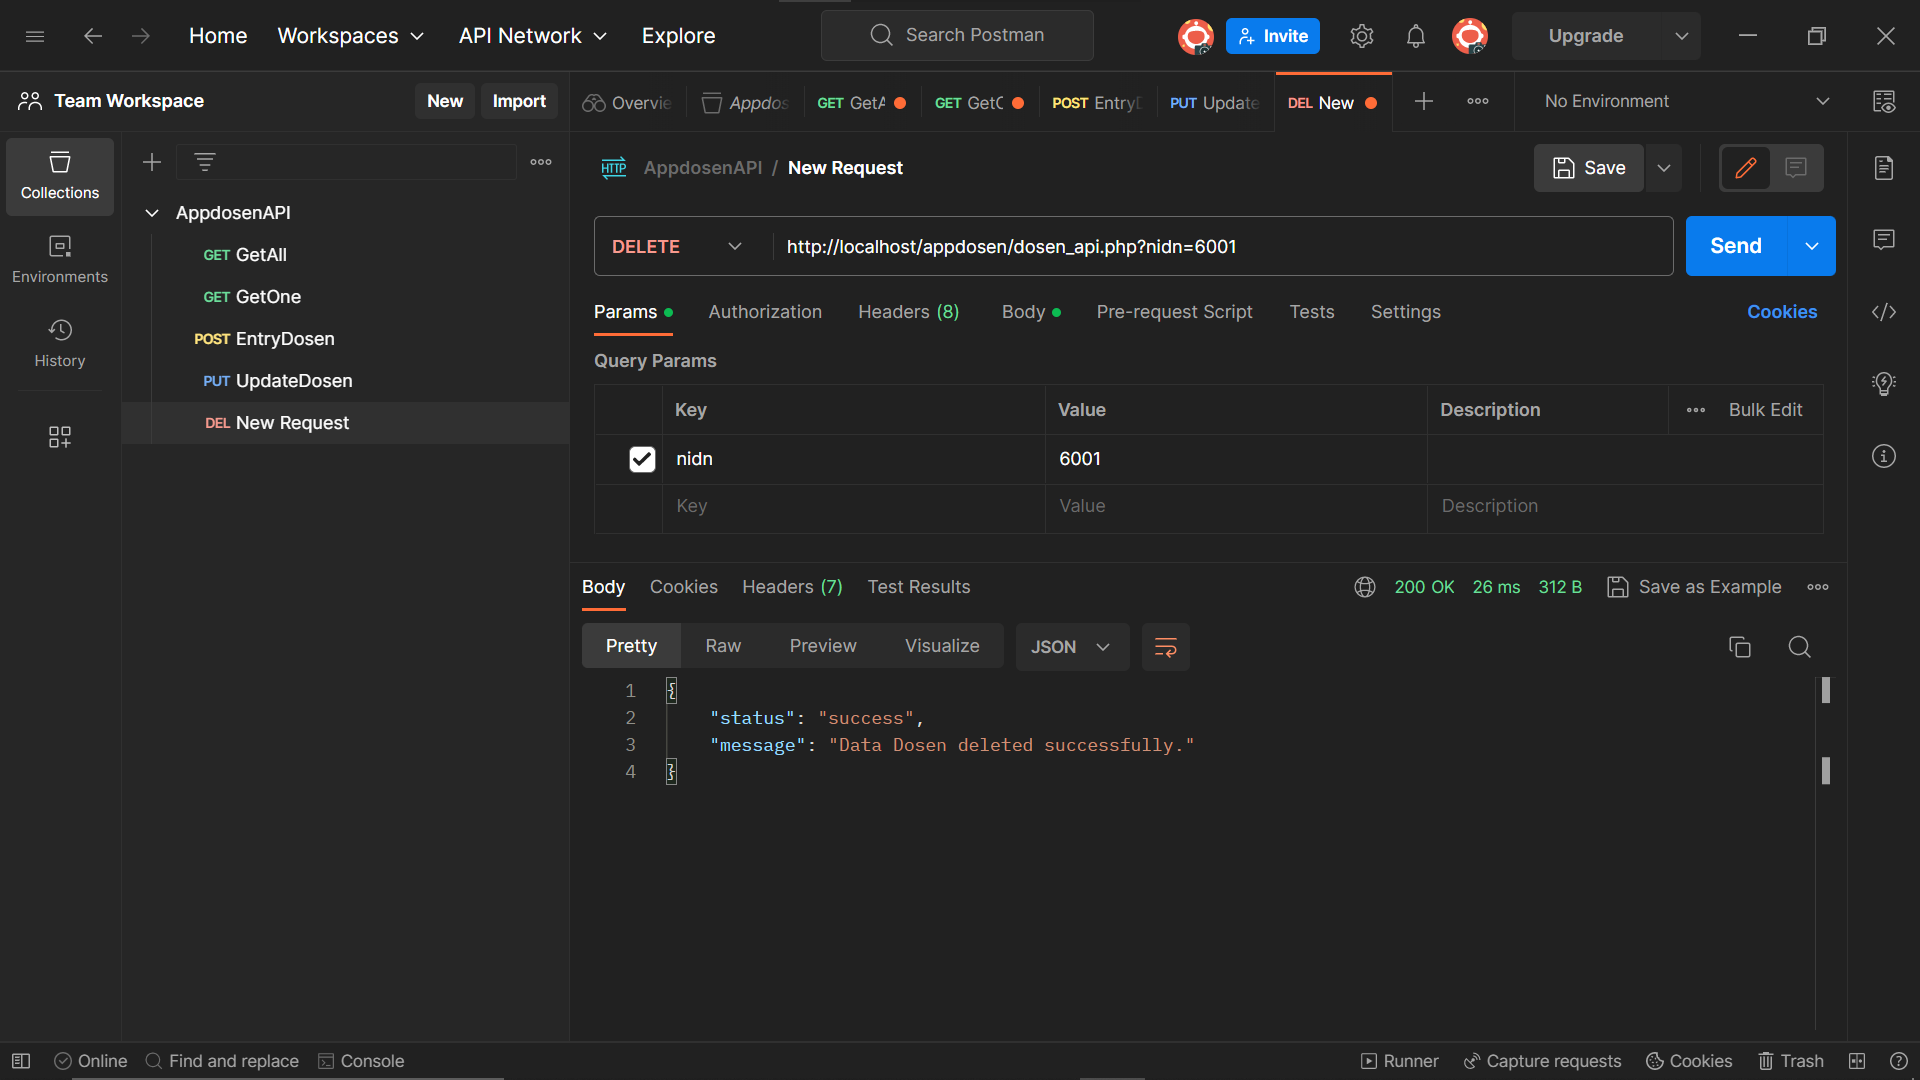 Home Workspaces API Network Explore Search Postman Invite Upgrade
Team Workspace New Import
Overvie Appdos GET GetA GET GetC POST EntryD PUT Update DEL New No Environment
Collections
Environments
History
AppdosenAPI
GET GetAll
GET GetOne
POST EntryDosen
PUT UpdateDosen
DEL New Request
HTTP AppdosenAPI / New Request Save
DELETE http://localhost/appdosen/dosen_api.php?nidn=6001 Send
Params Authorization Headers (8) Body Pre-request Script Tests Settings Cookies
Query Params
Key Value Description Bulk Edit
nidn 6001
Key Value Description
Body Cookies Headers (7) Test Results 200 OK 26 ms 312 B Save as Example
Pretty Raw Preview Visualize JSON
1 {
2 "status": "success",
3 "message": "Data Dosen deleted successfully."
4 }
Online Find and replace Console Runner Capture requests Cookies Trash